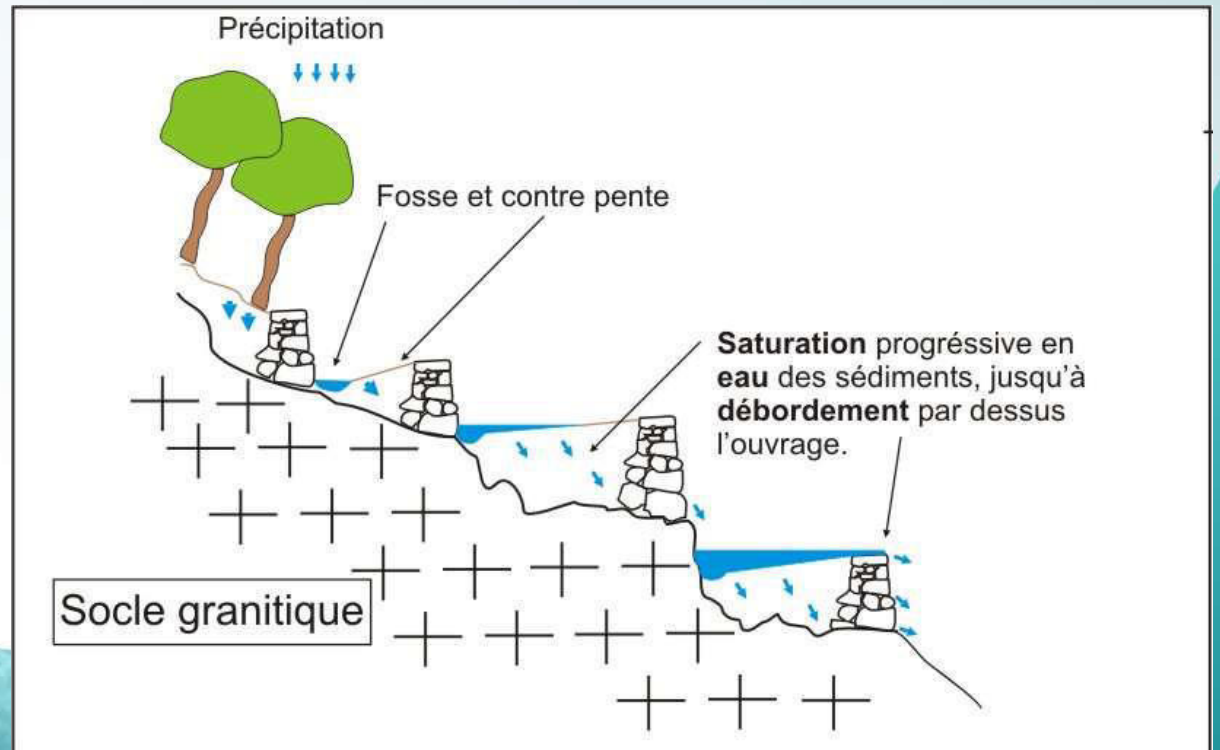 Précipitation
Fosse et contre pente
Saturation progréssive en
eau des sédiments, jusqu'à
débordement par dessus
l'ouvrage.
Socle granitique